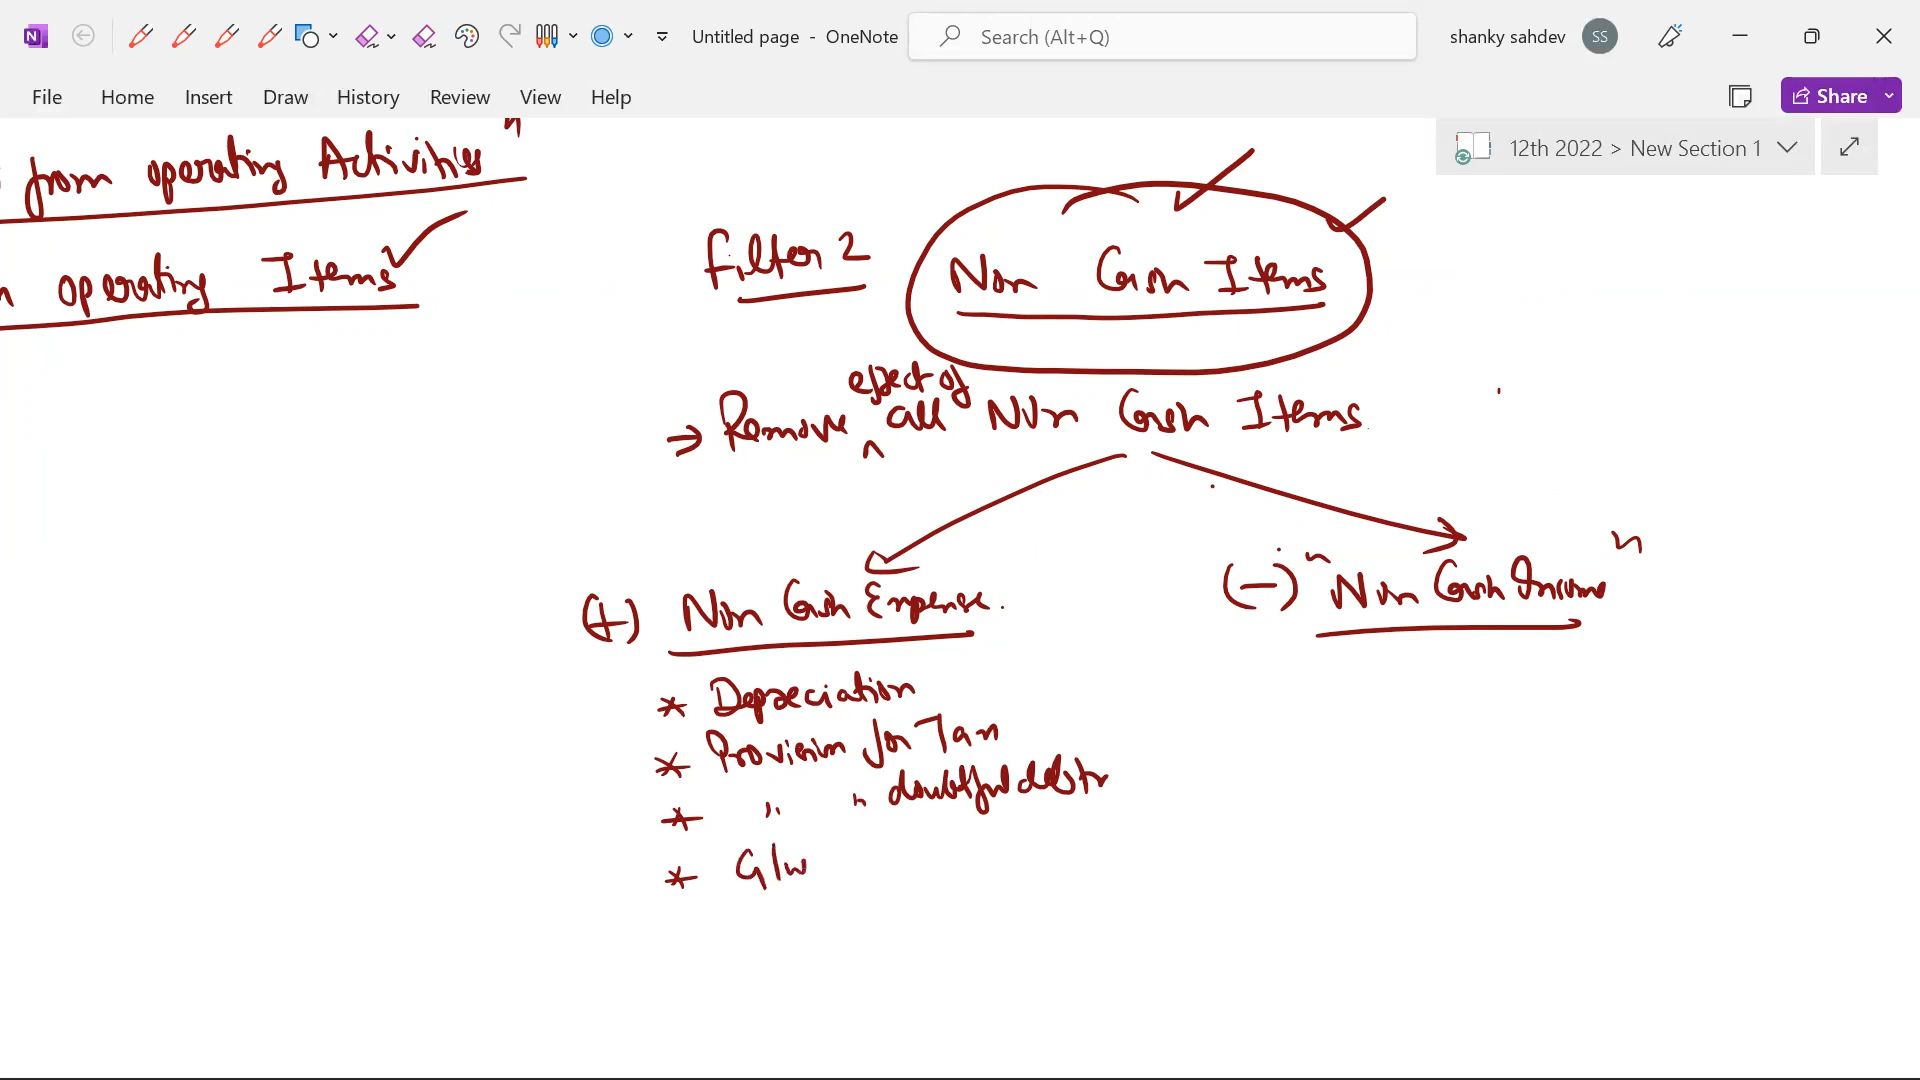 Untitled page - OneNote
Search (Alt+Q)
shanky sahdev
SS
File Home Insert Draw History Review View Help
Share
12th 2022 > New Section 1
from operating Activities"
operating Items
Filter 2
Non Cash Items
→ Remove effect of all Non Cash Items
(+) Non Cash Expense.
(-) "Non Cash Income"
* Depreciation
* Provision for Tax
* " " doubtful debts
* G/w